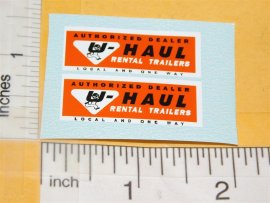 AUTHORIZED DEALER
U-HAUL
RENTAL TRAILERS
LOCAL AND ONE WAY
AUTHORIZED DEALER
U-HAUL
RENTAL TRAILERS
LOCAL AND ONE WAY
Inches
1
inch
1
2